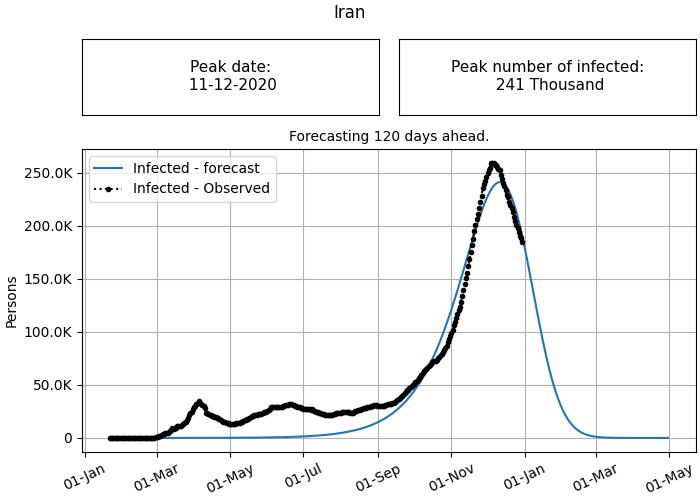 Iran
Peak date:
11-12-2020
Peak number of infected:
241 Thousand
Forecasting 120 days ahead.
Infected - forecast
Infected - Observed
250.0K
200.0K
150.0K
100.0K
50.0K
0
Persons
01-Jan
01-Mar
01-May
01-Jul
01-Sep
01-Nov
01-Jan
01-Mar
01-May